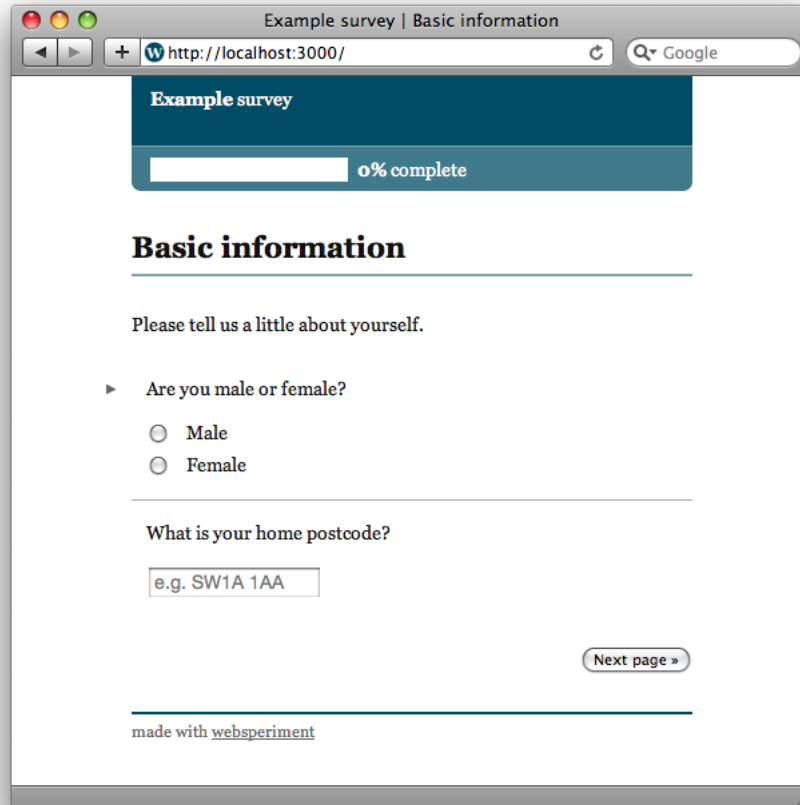 Example survey | Basic information
W http://localhost:3000/ Google
Example survey
0% complete
Basic information
Please tell us a little about yourself.
Are you male or female?
Male
Female
What is your home postcode?
e.g. SW1A 1AA
Next page »
made with websperiment